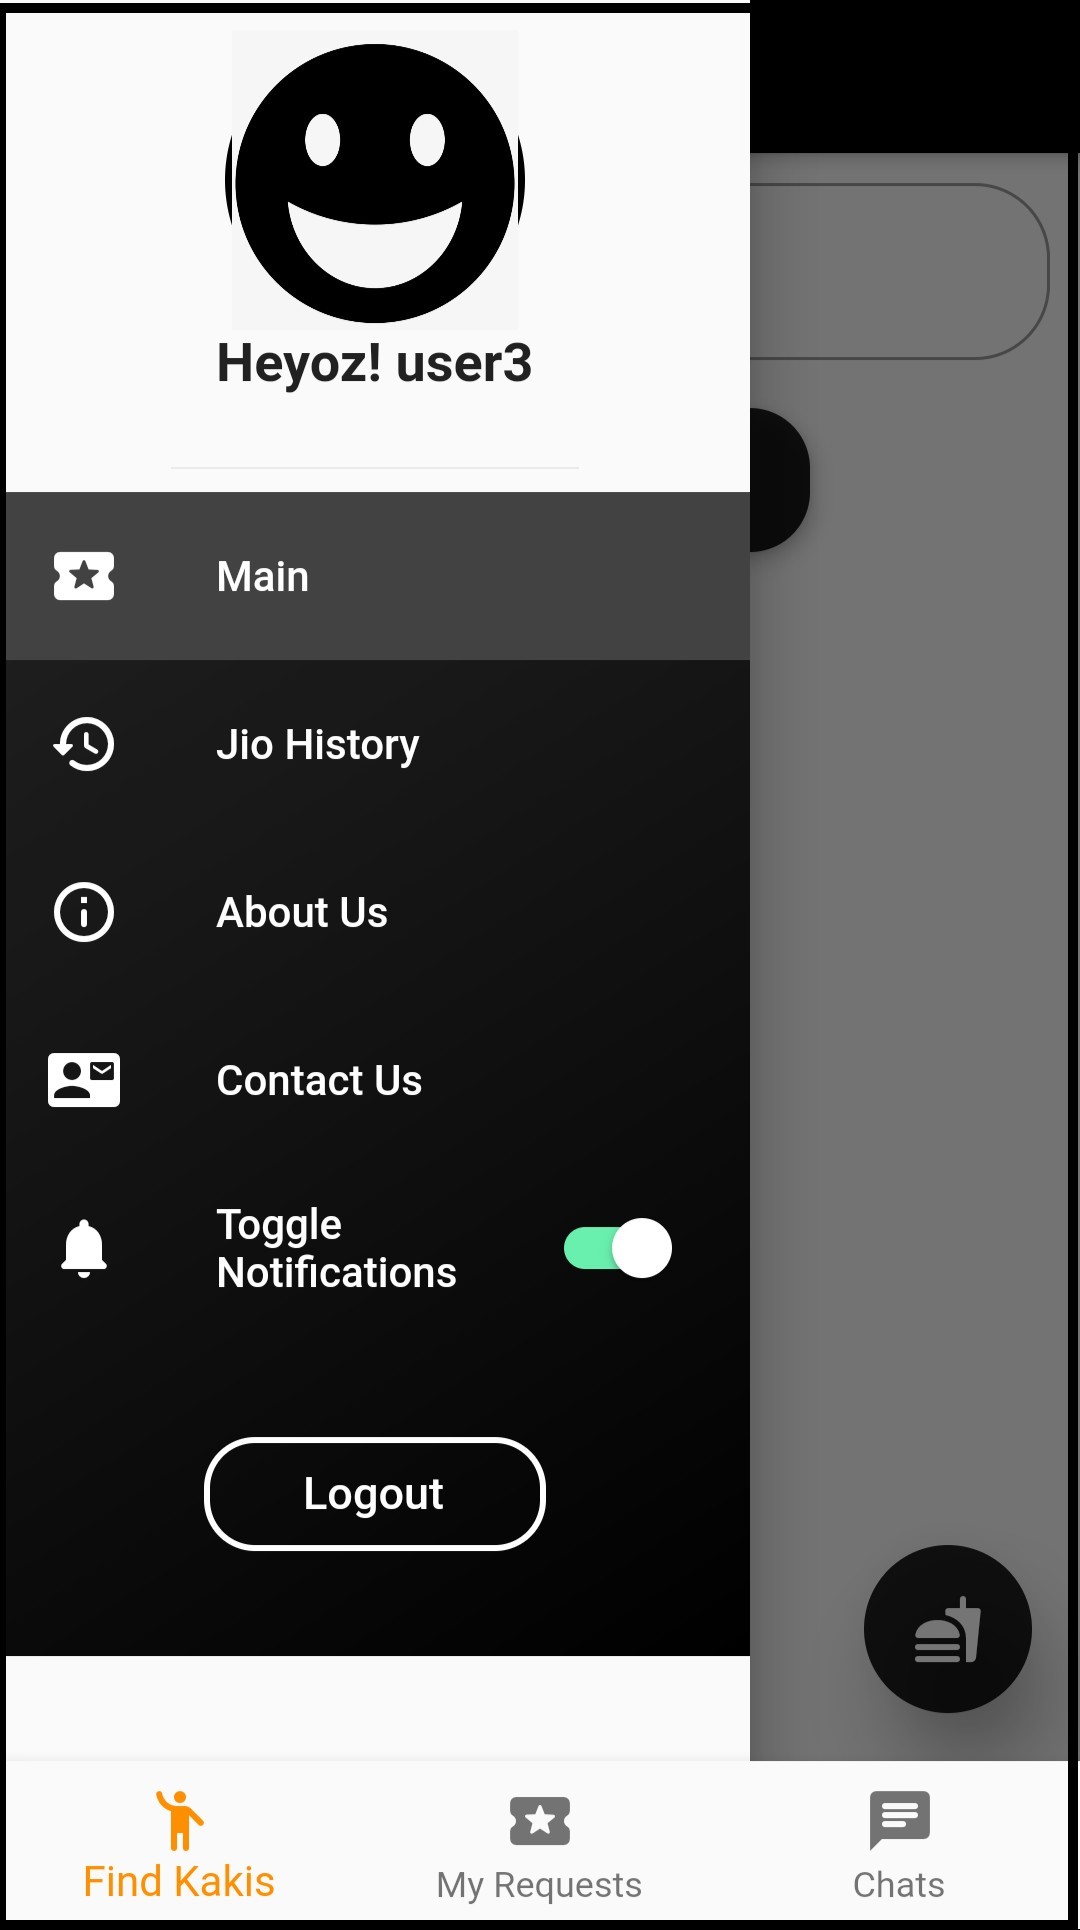 Heyoz! user3
Main
Jio History
About Us
Contact Us
Toggle
Notifications
Logout
Find Kakis
My Requests
Chats